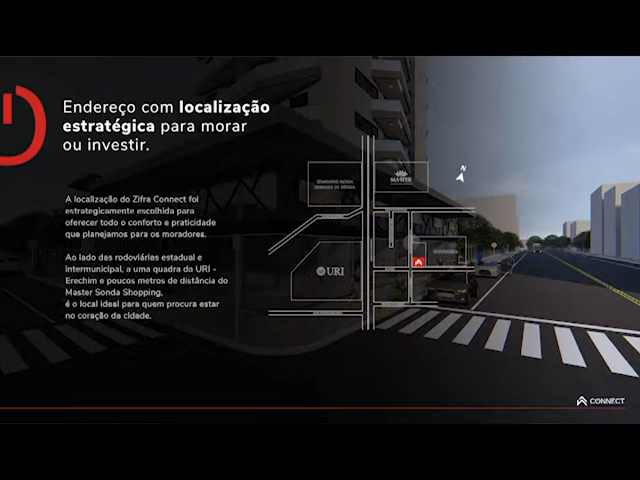 Endereço com localização
estratégica para morar
ou investir.
A localização do Zifra Connect foi
estrategicamente escolhida para
oferecer todo o conforto e praticidade
que planejamos para os moradores.
Ao lado das rodoviárias estadual e
intermunicipal, a uma quadra da URI -
Erechim e poucos metros de distância do
Master Sonda Shopping,
é o local ideal para quem procura estar
no coração da cidade.
N
MASTER
URI
CONNECT